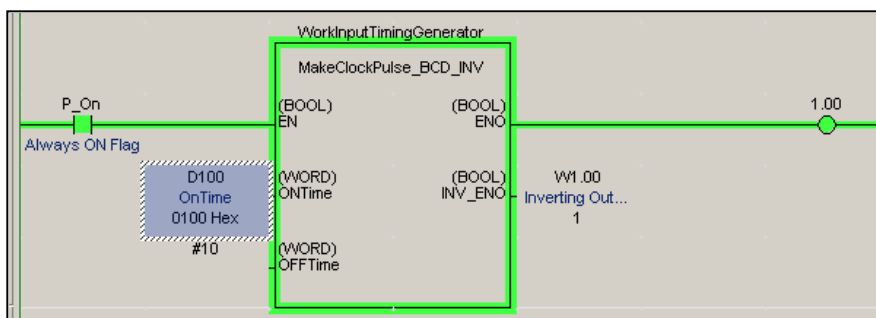 WorkInputTimingGenerator
MakeClockPulse_BCD_INV
P_On
Always ON Flag
(BOOL)
EN
(BOOL)
ENO
1.00
D100
OnTime
0100 Hex
(WORD)
ONTime
(BOOL)
INV_ENO
W1.00
Inverting Out...
1
#10
(WORD)
OFFTime